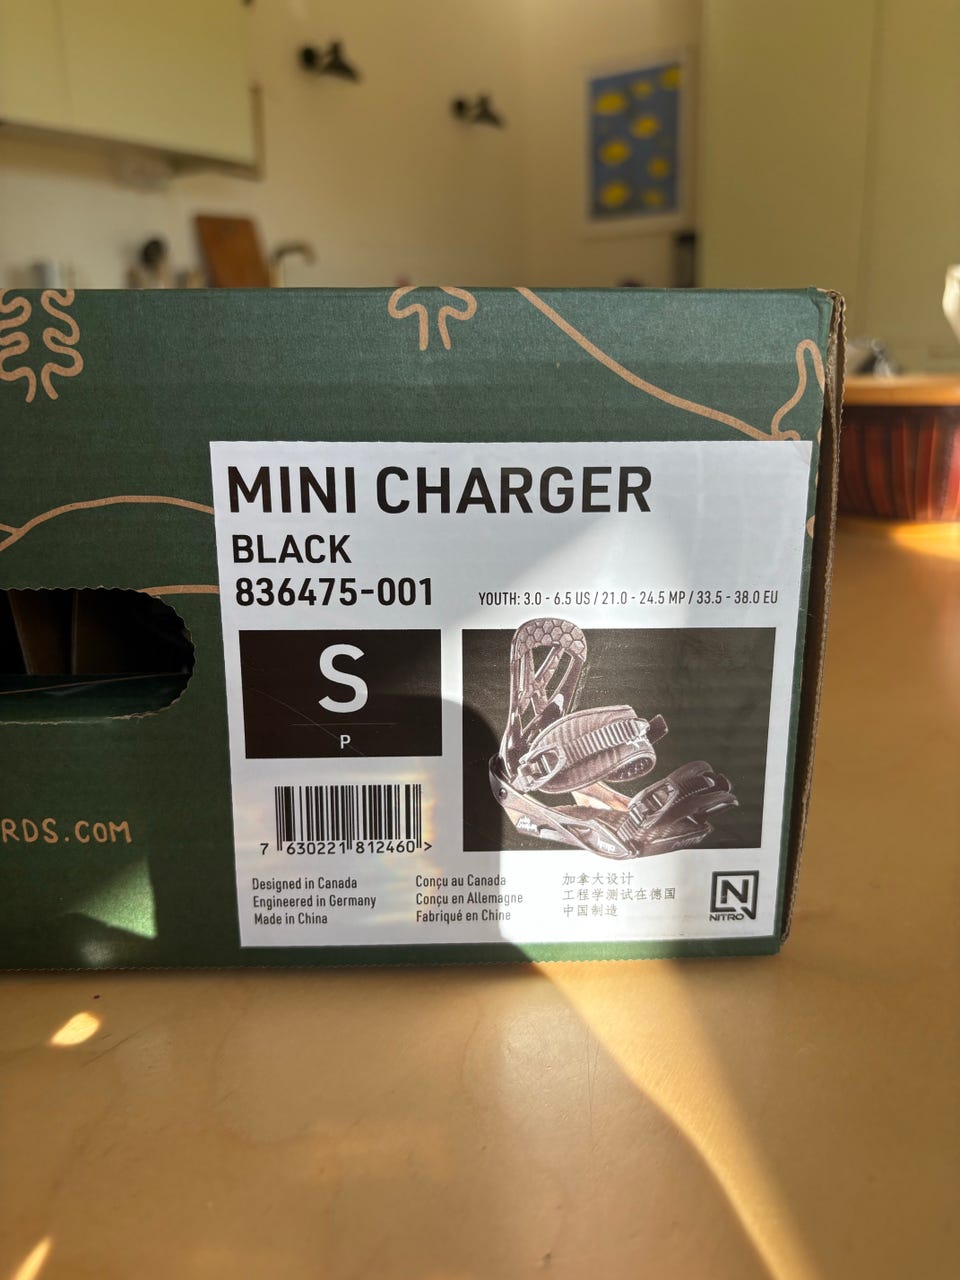 MINI CHARGER
BLACK
836475-001
YOUTH: 3.0 - 6.5 US / 21.0 - 24.5 MP / 33.5 - 38.0 EU
S
P
RDS.COM
7 630221 812460 >
Designed in Canada
Engineered in Germany
Made in China
Conçu au Canada
Conçu en Allemagne
Fabriqué en Chine
加拿大设计
工程学测试在德国
中国制造
N
NITRO